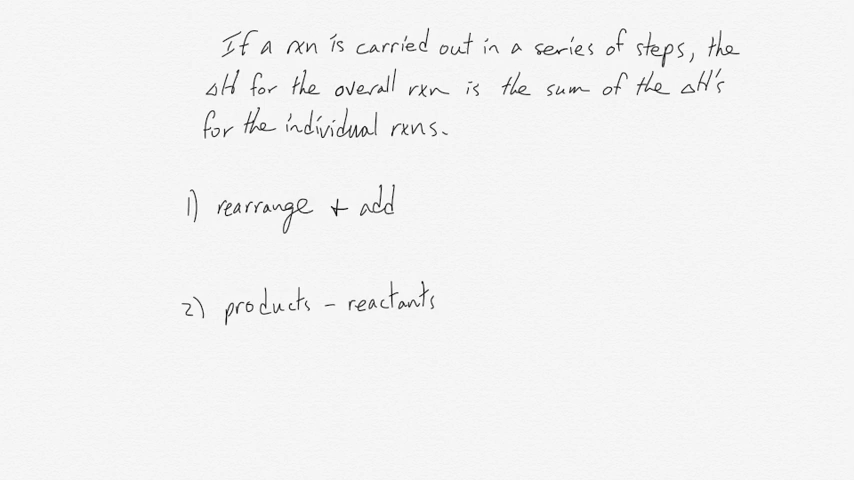 If a rxn is carried out in a series of steps, the
ΔH for the overall rxn is the sum of the ΔH's
for the individual rxns.
1) rearrange + add
2) products - reactants